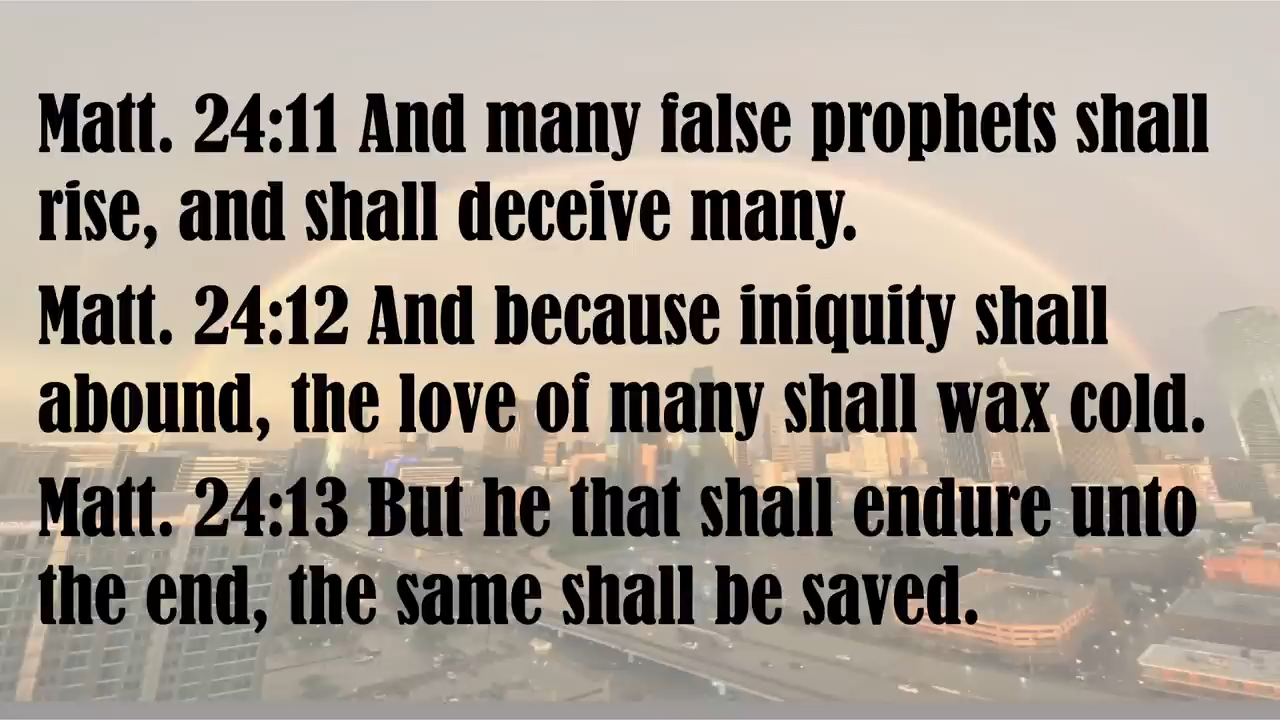 Matt. 24:11 And many false prophets shall
rise, and shall deceive many.
Matt. 24:12 And because iniquity shall
abound, the love of many shall wax cold.
Matt. 24:13 But he that shall endure unto
the end, the same shall be saved.